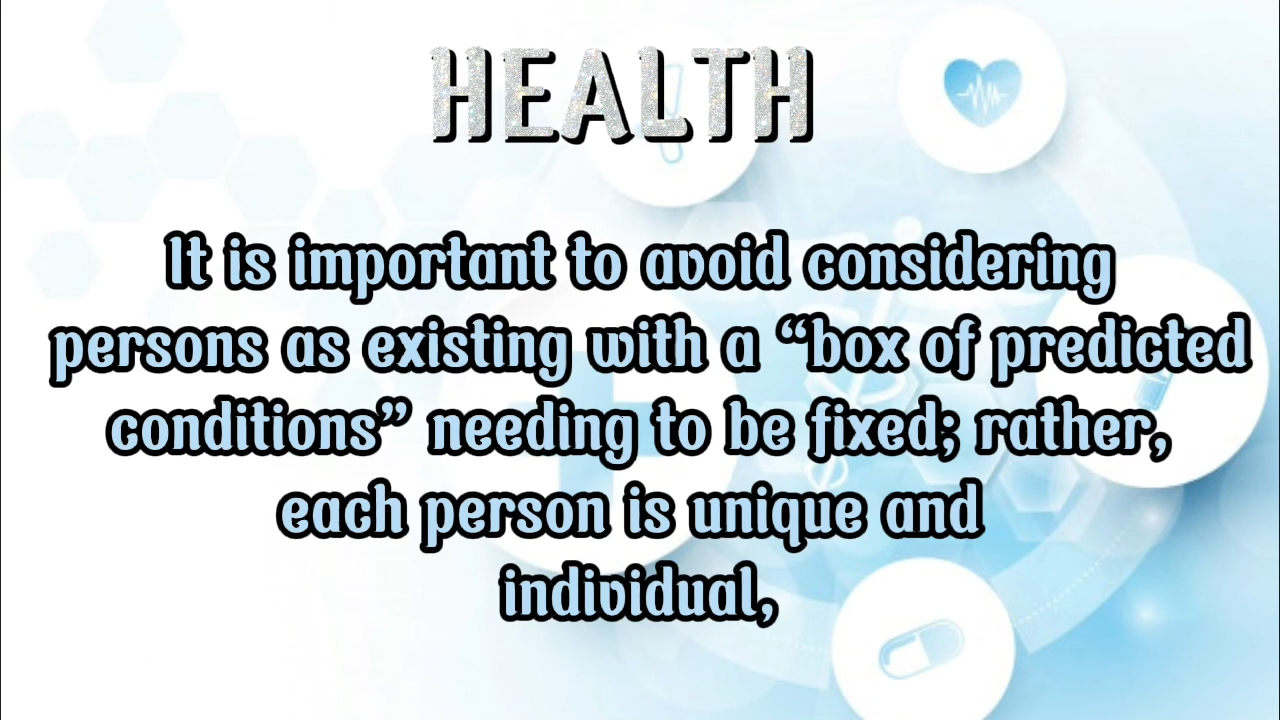 HEALTH
It is important to avoid considering
persons as existing with a “box of predicted
conditions” needing to be fixed; rather,
each person is unique and
individual,